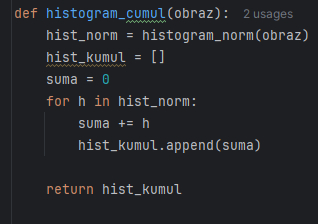 def histogram_cumul(obraz): 2 usages
    hist_norm = histogram_norm(obraz)
    hist_kumul = []
    suma = 0
    for h in hist_norm:
        suma += h
        hist_kumul.append(suma)

    return hist_kumul